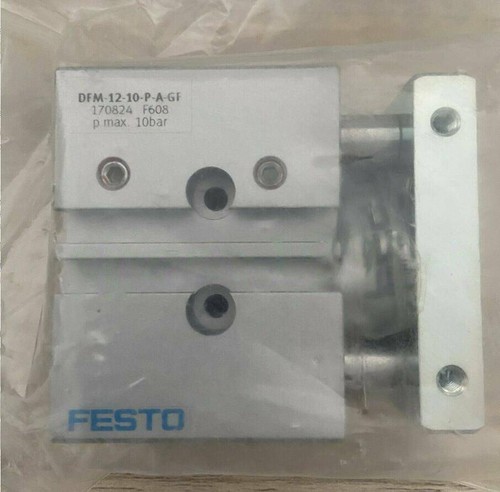 DFM-12-10-P-A-GF
170824 F608
p max. 10bar
FESTO